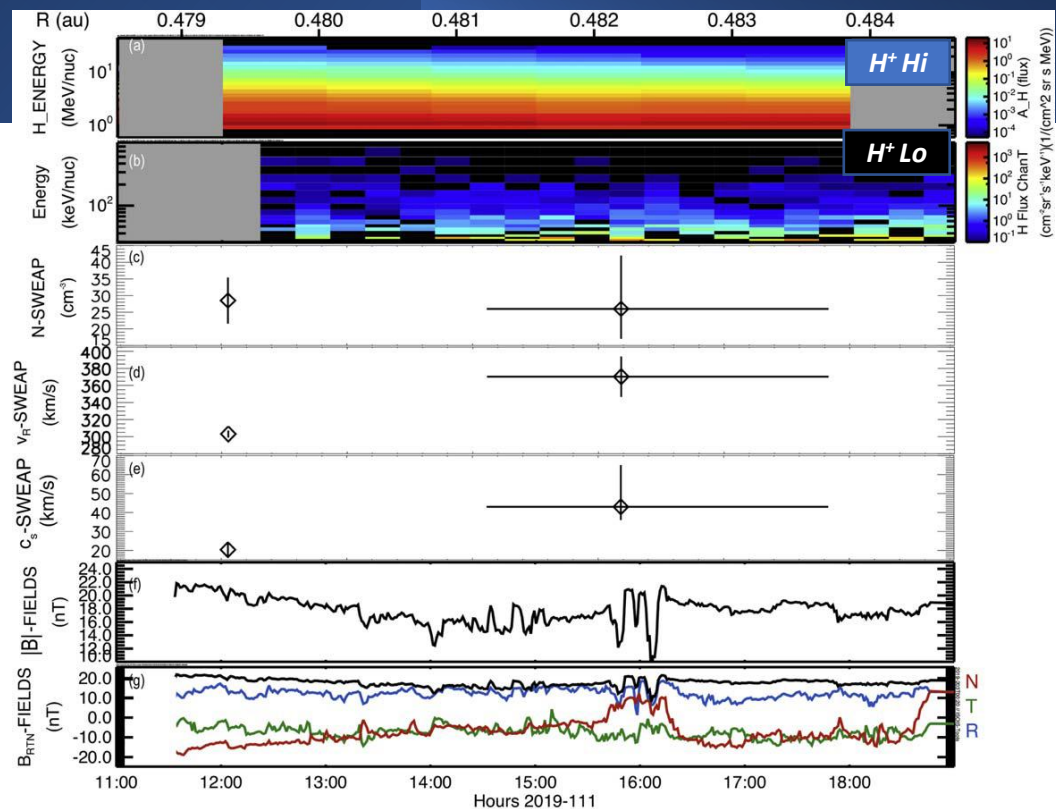 R (au) 0.479 0.480 0.481 0.482 0.483 0.484
(a)
H_ENERGY
(MeV/nuc)
10¹
10⁰
H⁺ Hi
10¹
10⁰
10⁻¹
10⁻²
10⁻³
10⁻⁴
A_H (flux)
(1/(cm^2 sr s MeV))
(b)
Energy
(keV/nuc)
10²
H⁺ Lo
10³
10²
10¹
10⁰
10⁻¹
H Flux ChanT
(cm⁻²sr⁻¹s⁻¹keV⁻¹)
(c)
N-SWEAP
(cm⁻³)
45
40
35
30
25
20
15
(d)
v_R-SWEAP
(km/s)
400
380
360
340
320
300
280
(e)
c_s-SWEAP
(km/s)
70
60
50
40
30
20
(f)
|B|-FIELDS
(nT)
24.0
22.0
20.0
18.0
16.0
14.0
12.0
10.0
(g)
B_RTN-FIELDS
(nT)
20.0
10.0
0.0
-10.0
-20.0
N
T
R
11:00 12:00 13:00 14:00 15:00 16:00 17:00 18:00
Hours 2019-111